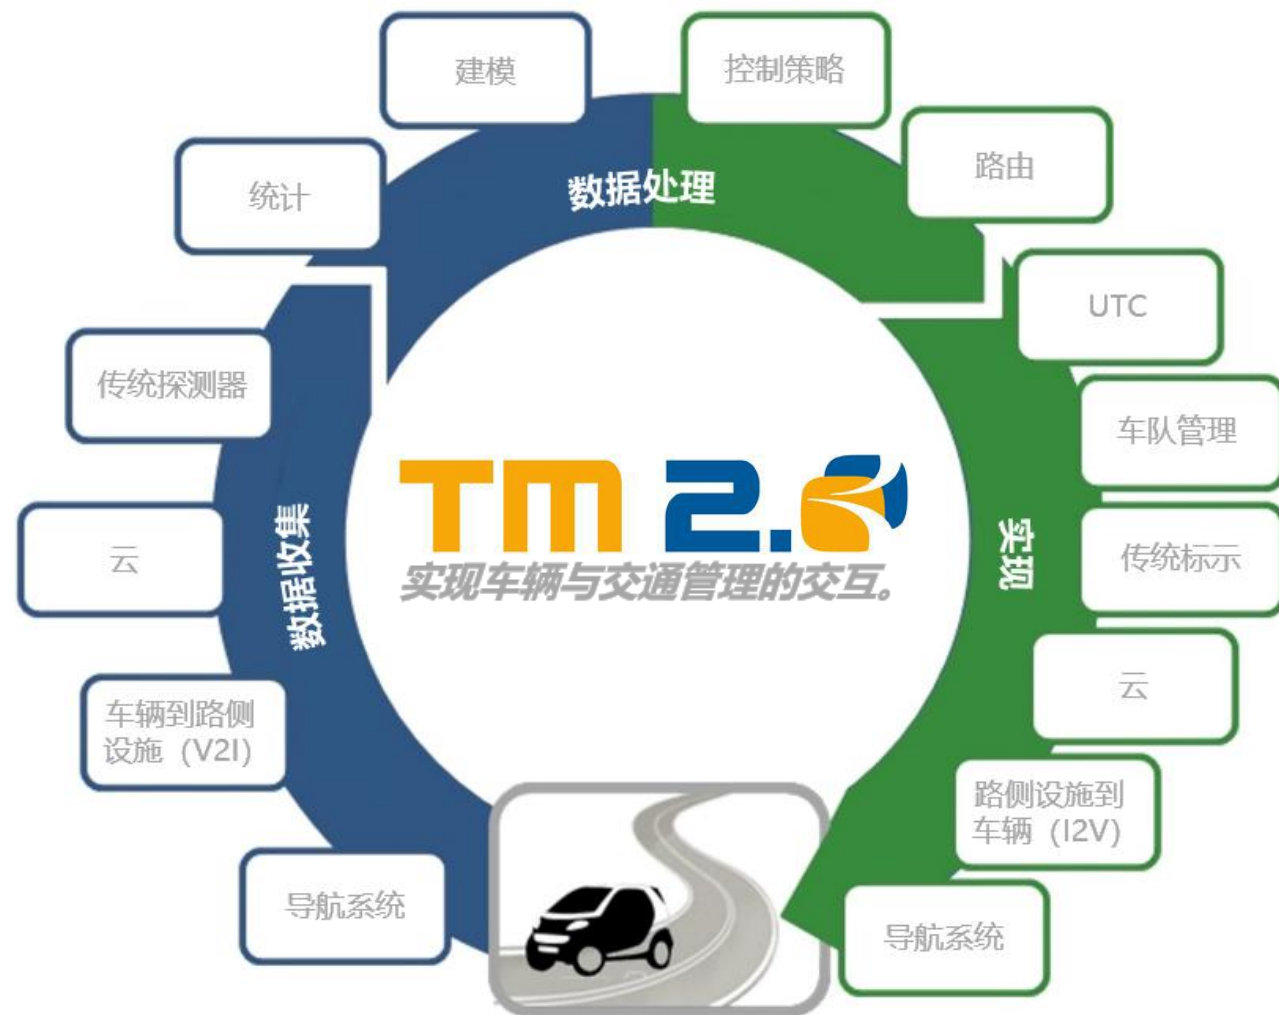 建模
控制策略
统计
路由
数据处理
UTC
传统探测器
车队管理
数据收集
云
TM 2.0
实现车辆与交通管理的交互。
实现
传统标示
云
车辆到路侧
设施（V2I）
路侧设施到
车辆（I2V）
导航系统
导航系统